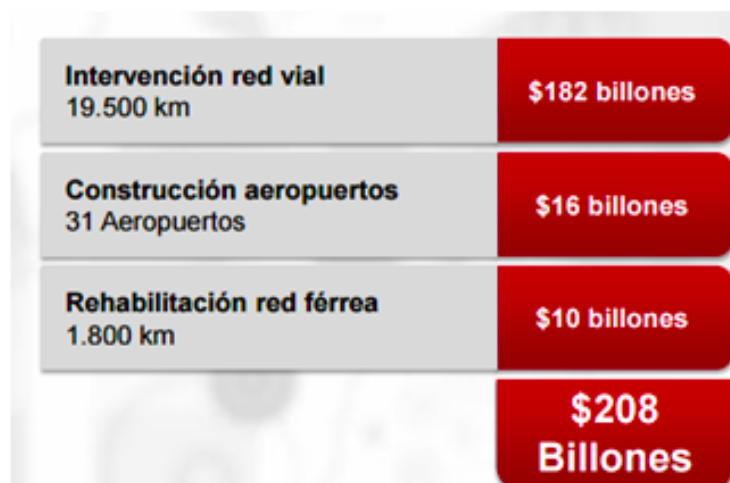 Intervención red vial
19.500 km
$182 billones
Construcción aeropuertos
31 Aeropuertos
$16 billones
Rehabilitación red férrea
1.800 km
$10 billones
$208
Billones